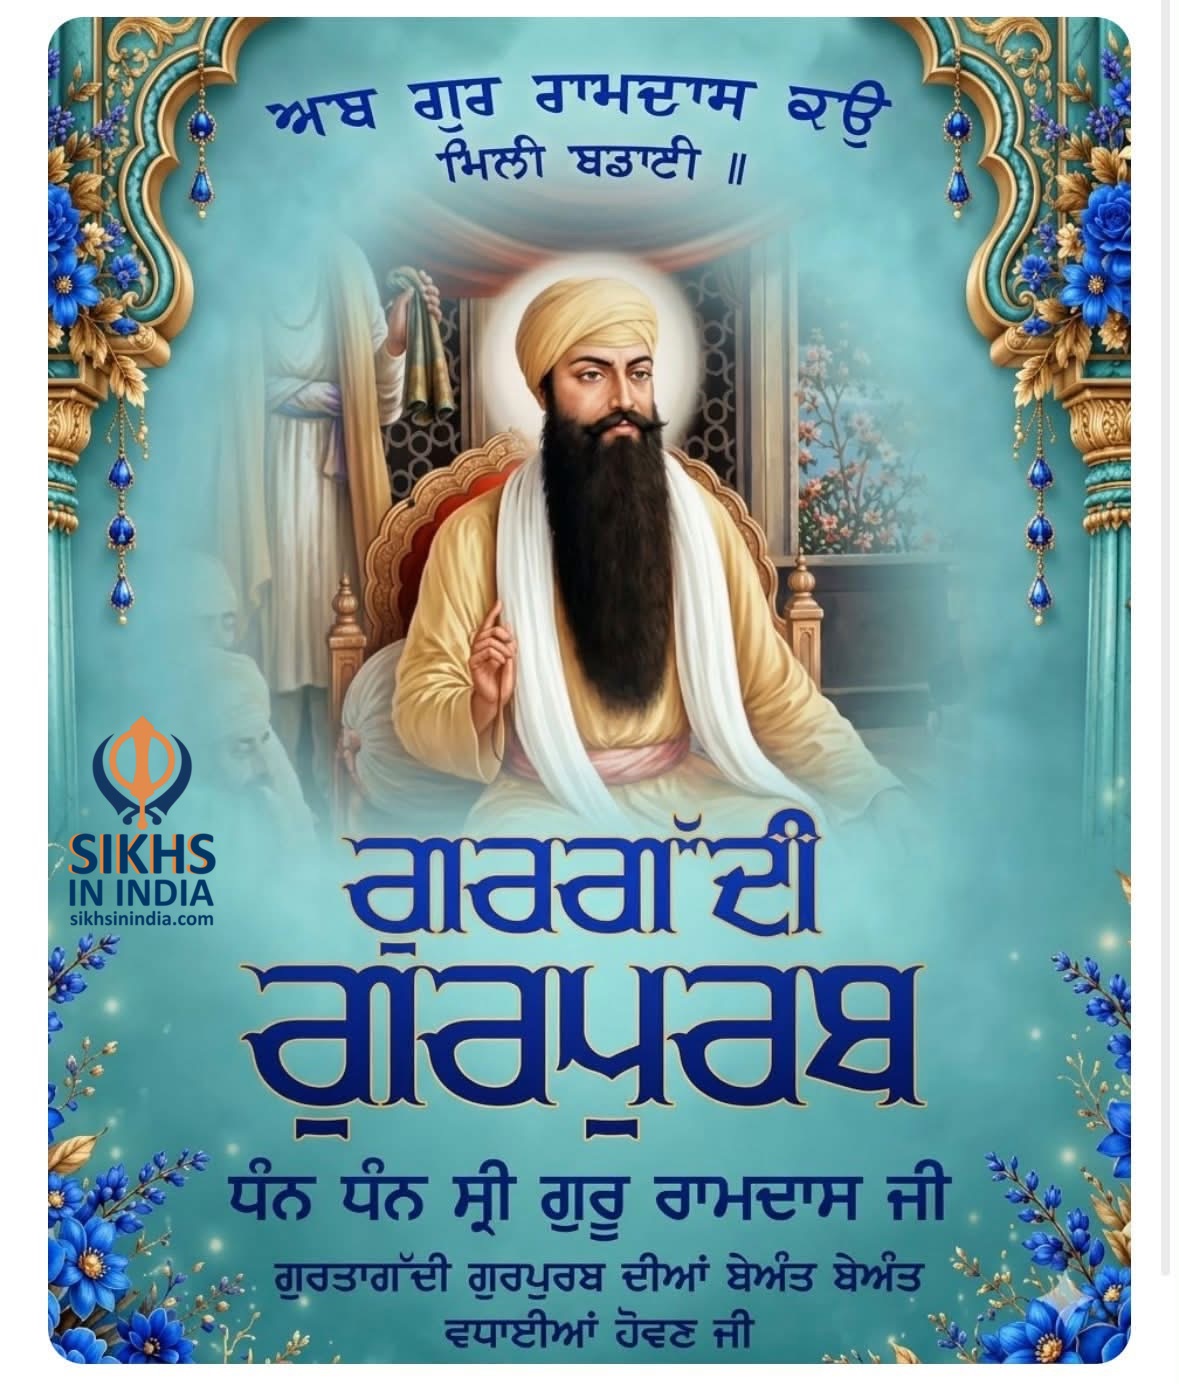 ਅਬ ਗੁਰ ਰਾਮਦਾਸ ਕਉ
ਮਿਲੀ ਬਡਾਈ ॥
SIKHS
IN INDIA
sikhsinindia.com
ਗੁਰਗੱਦੀ
ਗੁਰਪੁਰਬ
ਧੰਨ ਧੰਨ ਸ੍ਰੀ ਗੁਰੂ ਰਾਮਦਾਸ ਜੀ
ਗੁਰਤਾਗੱਦੀ ਗੁਰਪੁਰਬ ਦੀਆਂ ਬੇਅੰਤ ਬੇਅੰਤ
ਵਧਾਈਆਂ ਹੋਵਣ ਜੀ